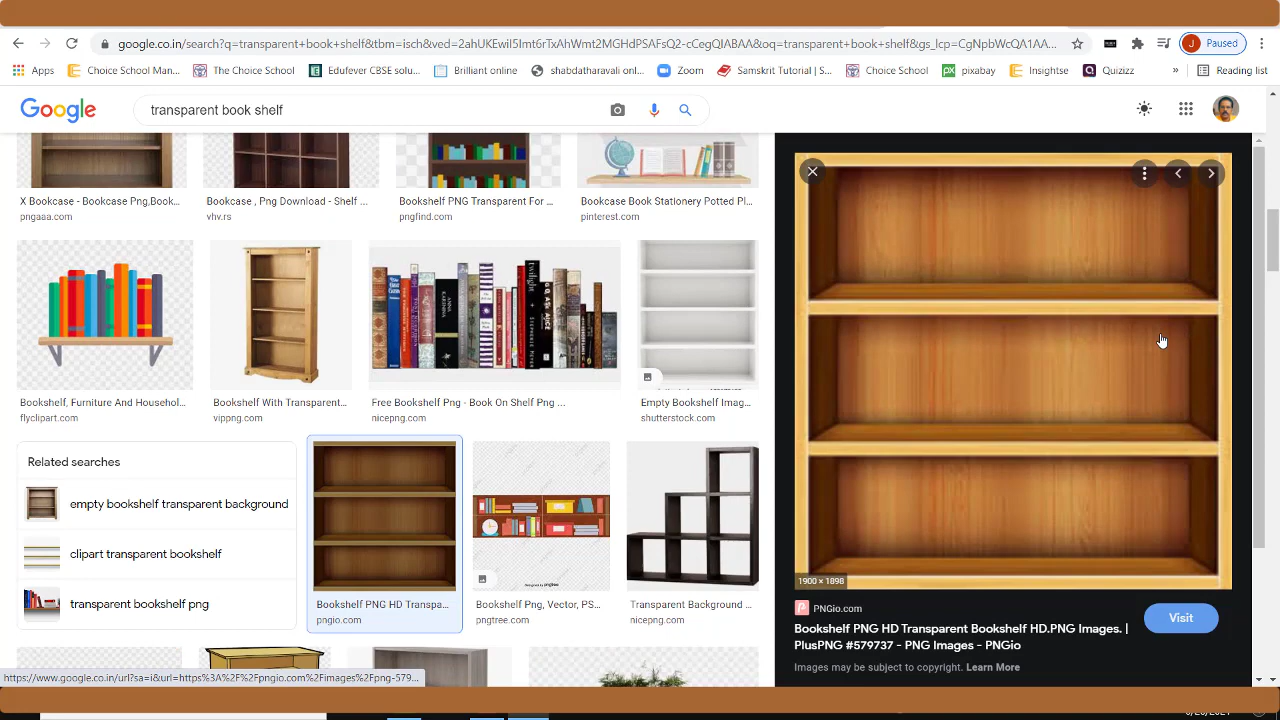 google.co.in/search?q=transparent+book+shelf&tbm=isch&ved=2ahUKEwil5ImfrTxAhWmt2MGHdPSAFsQ2-cCegQIABAA&oq=transparent+book+shelf&gs_lcp=CgNpbWcQA1AA...
J Paused
Apps
Choice School Man...
The Choice School
Edufever CBSE
Brilliant online
shabdatharavali onl...
Zoom
Samskrit Tutorial | S...
Choice School
px pixabay
Insightse
Quizizz
»
Reading list
Google
transparent book shelf
X Bookcase - Bookcase Png,Book...
pngaaa.com
Bookcase , Png Download - Shelf ...
vhv.rs
Bookshelf PNG Transparent For ...
pngfind.com
Bookcase Book Stationery Potted Pl...
pinterest.com
twilight
ANNA KARENINA
Bookshelf, Furniture And Househol...
flyclipart.com
Bookshelf With Transparent...
vippng.com
Free Bookshelf Png - Book On Shelf Png ...
nicepng.com
Empty Bookshelf Imag...
shutterstock.com
Related searches
empty bookshelf transparent background
clipart transparent bookshelf
transparent bookshelf png
Bookshelf PNG HD Transpa...
pngio.com
Bookshelf Png, Vector, PS...
pngtree.com
Transparent Background ...
nicepng.com
1900 × 1898
PNGio.com
Visit
Bookshelf PNG HD Transparent Bookshelf HD.PNG Images. |
PlusPNG #579737 - PNG Images - PNGio
Images may be subject to copyright. Learn More
https://www.google.co.in/url?sa=i&url=https%3A%2F%2Fpngio.com%2Fimages%2Fpng-579...